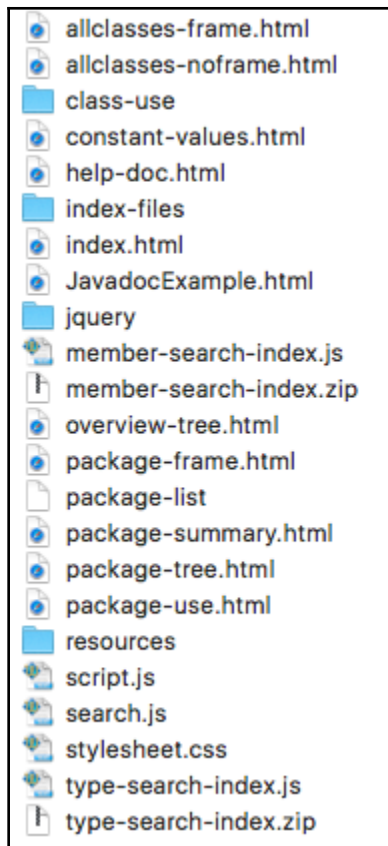 allclasses-frame.html
allclasses-noframe.html
class-use
constant-values.html
help-doc.html
index-files
index.html
JavadocExample.html
jquery
member-search-index.js
member-search-index.zip
overview-tree.html
package-frame.html
package-list
package-summary.html
package-tree.html
package-use.html
resources
script.js
search.js
stylesheet.css
type-search-index.js
type-search-index.zip